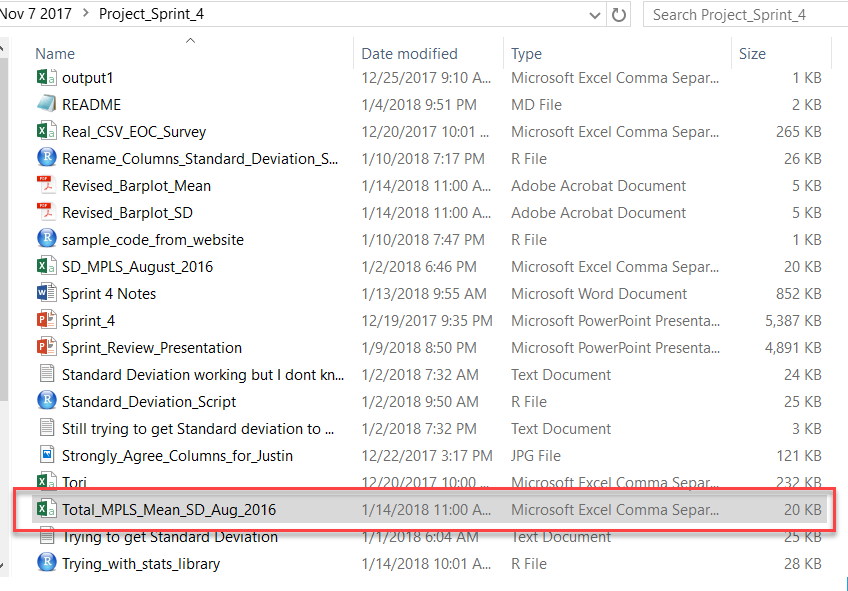 Nov 7 2017 > Project_Sprint_4 Search Project_Sprint_4
Name Date modified Type Size
output1 12/25/2017 9:10 A... Microsoft Excel Comma Separ... 1 KB
README 1/4/2018 9:51 PM MD File 2 KB
Real_CSV_EOC_Survey 12/20/2017 10:01 ... Microsoft Excel Comma Separ... 265 KB
Rename_Columns_Standard_Deviation_S... 1/10/2018 7:17 PM R File 26 KB
Revised_Barplot_Mean 1/14/2018 11:00 A... Adobe Acrobat Document 5 KB
Revised_Barplot_SD 1/14/2018 11:00 A... Adobe Acrobat Document 5 KB
sample_code_from_website 1/10/2018 7:47 PM R File 1 KB
SD_MPLS_August_2016 1/2/2018 6:46 PM Microsoft Excel Comma Separ... 20 KB
Sprint 4 Notes 1/13/2018 9:55 AM Microsoft Word Document 852 KB
Sprint_4 12/19/2017 9:35 PM Microsoft PowerPoint Presenta... 5,387 KB
Sprint_Review_Presentation 1/9/2018 8:50 PM Microsoft PowerPoint Presenta... 4,891 KB
Standard Deviation working but I dont kn... 1/2/2018 7:32 AM Text Document 24 KB
Standard_Deviation_Script 1/2/2018 9:50 AM R File 25 KB
Still trying to get Standard deviation to ... 1/2/2018 7:32 PM Text Document 3 KB
Strongly_Agree_Columns_for_Justin 12/22/2017 3:17 PM JPG File 121 KB
Tori 12/20/2017 10:00 ... Microsoft Excel Comma Separ... 232 KB
Total_MPLS_Mean_SD_Aug_2016 1/14/2018 11:00 A... Microsoft Excel Comma Separ... 20 KB
Trying to get Standard Deviation 1/1/2018 6:04 AM Text Document 25 KB
Trying_with_stats_library 1/14/2018 10:01 A... R File 28 KB